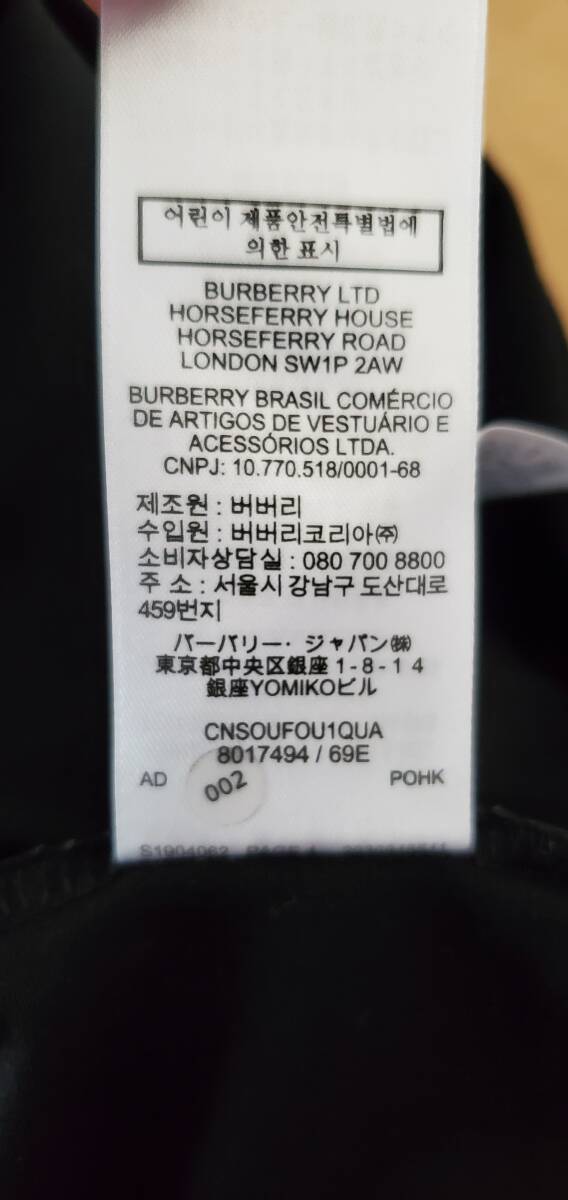 어린이 제품안전특별법에
의한 표시
BURBERRY LTD
HORSEFERRY HOUSE
HORSEFERRY ROAD
LONDON SW1P 2AW
BURBERRY BRASIL COMÉRCIO
DE ARTIGOS DE VESTUÁRIO E
ACESSÓRIOS LTDA.
CNPJ: 10.770.518/0001-68
제조원 : 버버리
수입원 : 버버리코리아㈜
소비자상담실 : 080 700 8800
주 소 : 서울시 강남구 도산대로
459번지
バーバリー・ジャパン㈱
東京都中央区銀座1-8-14
銀座YOMIKOビル
CNSOUFOU1QUA
8017494 / 69E
AD 002 POHK